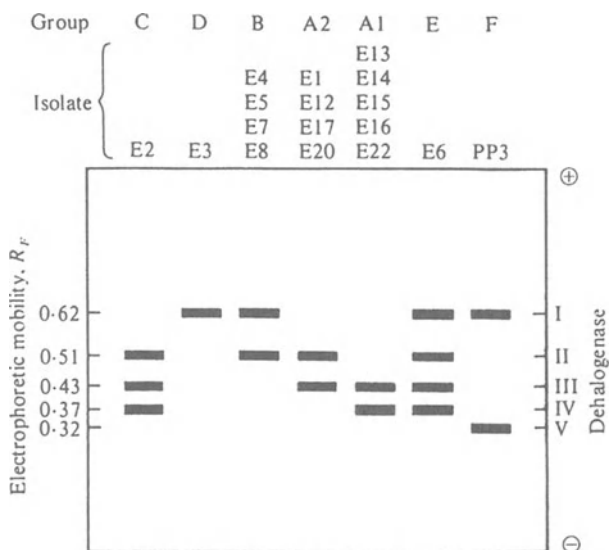 Group C D B A2 A1 E F
E13
E4 E1 E14
Isolate E5 E12 E15
E7 E17 E16
E2 E3 E8 E20 E22 E6 PP3
⊕
Electrophoretic mobility, R_F
0·62 I
0·51 II
0·43 III
0·37 IV
0·32 V
Dehalogenase
⊖